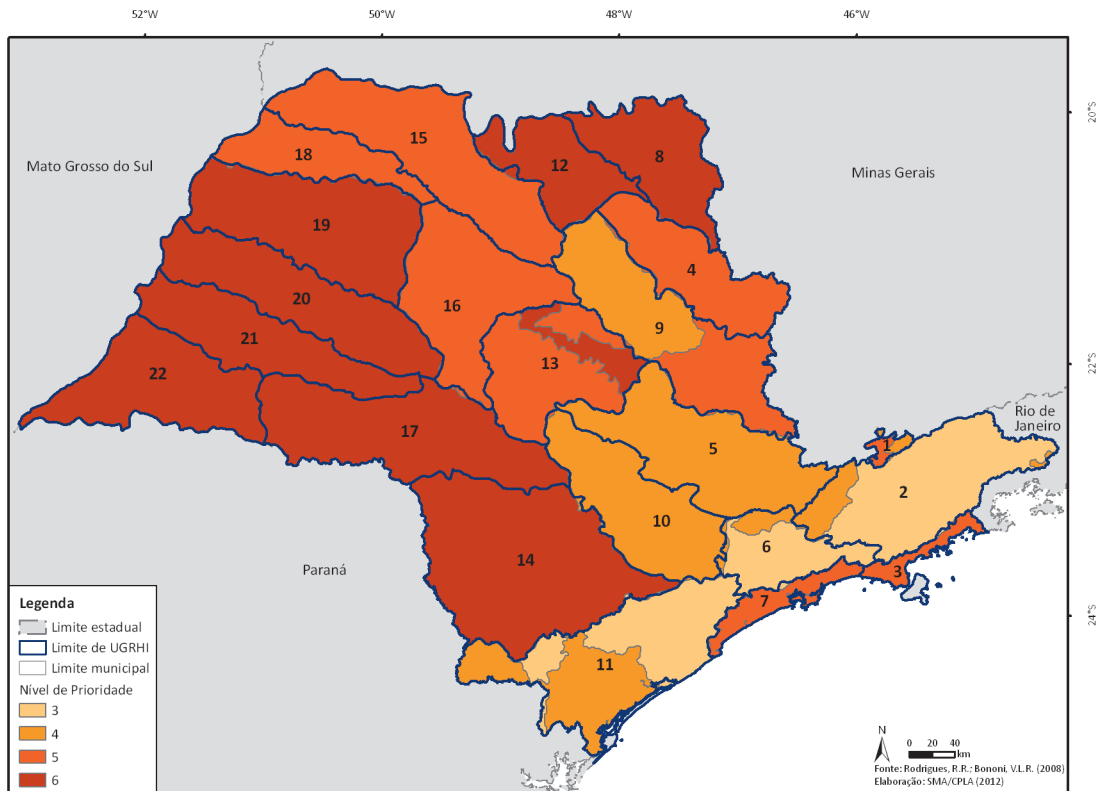 52°W
50°W
48°W
46°W
20°S
22°S
24°S
Mato Grosso do Sul
Minas Gerais
Rio de
Janeiro
Paraná
15
18
12
8
19
4
20
16
9
21
13
22
17
5
1
2
10
6
14
3
7
11
Legenda
Limite estadual
Limite de UGRHI
Limite municipal
Nível de Prioridade
3
4
5
6
N
0 20 40
km
Fonte: Rodrigues, R.R.; Bononi, V.L.R. (2008)
Elaboração: SMA/CPLA (2012)